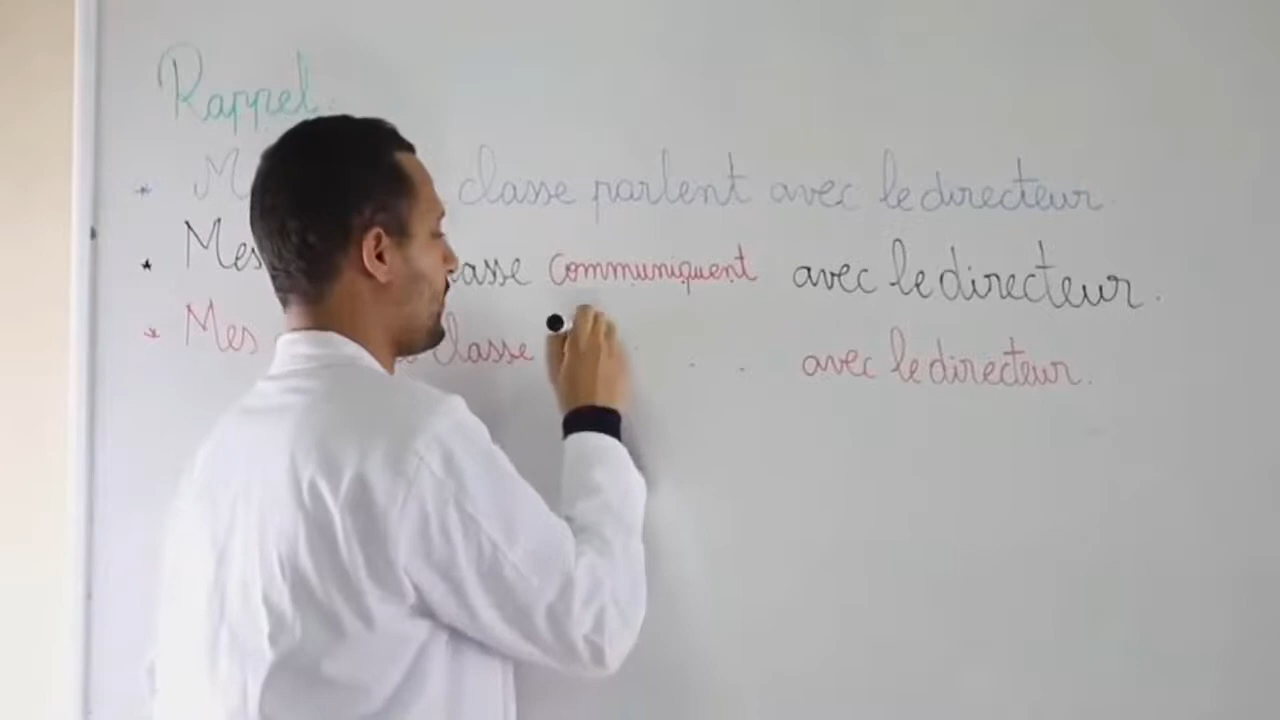 Rappel.
* classe parlent avec le directeur.
* Mes classe communiquent avec le directeur.
* Mes classe . . . avec le directeur.